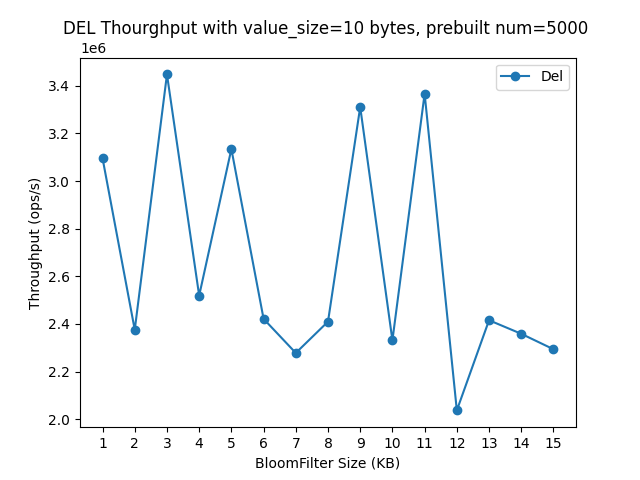 DEL Thourghput with value_size=10 bytes, prebuilt num=5000
1e6
Del
3.4
3.2
3.0
2.8
2.6
2.4
2.2
2.0
Throughput (ops/s)
1 2 3 4 5 6 7 8 9 10 11 12 13 14 15
BloomFilter Size (KB)